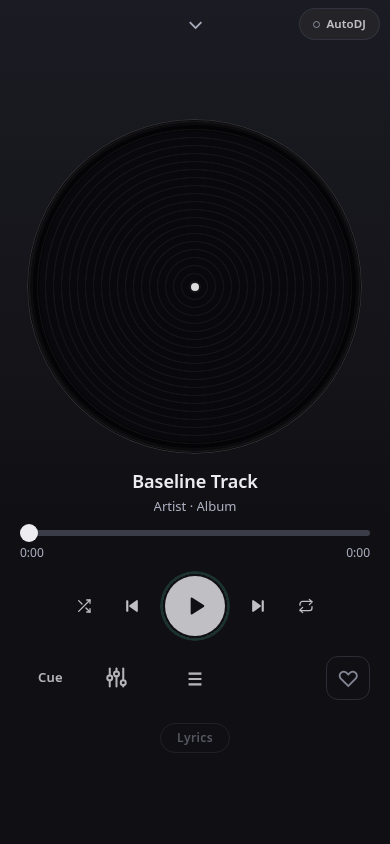 AutoDJ
Baseline Track
Artist · Album
0:00 0:00
Cue
Lyrics